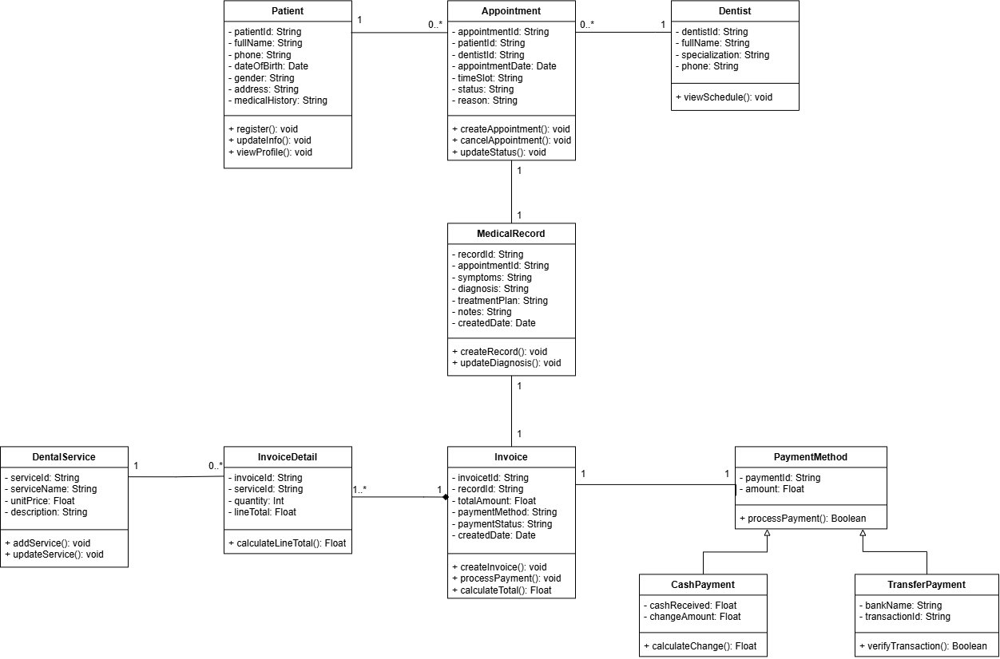 Patient
- patientId: String
- fullName: String
- phone: String
- dateOfBirth: Date
- gender: String
- address: String
- medicalHistory: String
+ register(): void
+ updateInfo(): void
+ viewProfile(): void
1
0..*
Appointment
- appointmentId: String
- patientId: String
- dentistId: String
- appointmentDate: Date
- timeSlot: String
- status: String
- reason: String
+ createAppointment(): void
+ cancelAppointment(): void
+ updateStatus(): void
0..*
1
Dentist
- dentistId: String
- fullName: String
- specialization: String
- phone: String
+ viewSchedule(): void
1
1
MedicalRecord
- recordId: String
- appointmentId: String
- symptoms: String
- diagnosis: String
- treatmentPlan: String
- notes: String
- createdDate: Date
+ createRecord(): void
+ updateDiagnosis(): void
1
1
DentalService
- serviceId: String
- serviceName: String
- unitPrice: Float
- description: String
+ addService(): void
+ updateService(): void
1
0..*
InvoiceDetail
- invoiceId: String
- serviceId: String
- quantity: Int
- lineTotal: Float
+ calculateLineTotal(): Float
1..*
1
Invoice
- invoicetId: String
- recordId: String
- totalAmount: Float
- paymentMethod: String
- paymentStatus: String
- createdDate: Date
+ createInvoice(): void
+ processPayment(): void
+ calculateTotal(): Float
1
1
PaymentMethod
- paymentId: String
- amount: Float
+ processPayment(): Boolean
CashPayment
- cashReceived: Float
- changeAmount: Float
+ calculateChange(): Float
TransferPayment
- bankName: String
- transactionId: String
+ verifyTransaction(): Boolean